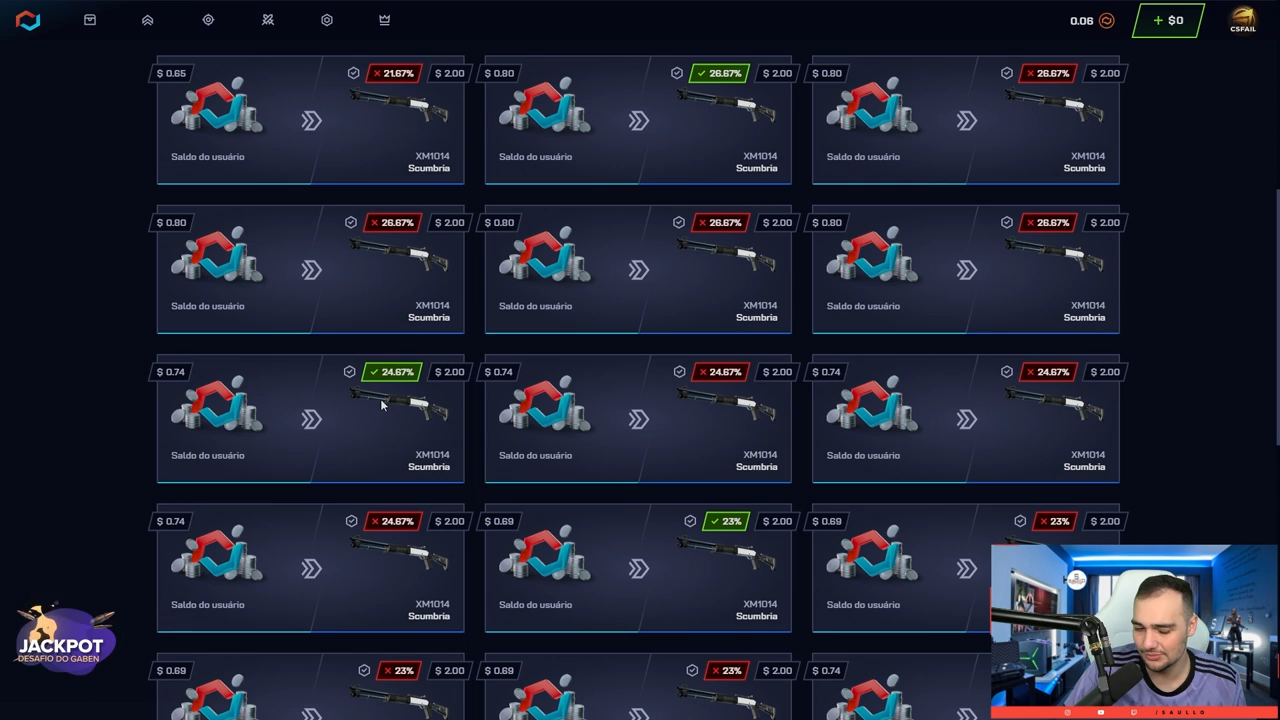 0.06
+ $0
CSFAIL
$ 0.65
21.67%
$ 2.00
Saldo do usuário
XM1014
Scumbria
$ 0.80
26.67%
$ 2.00
Saldo do usuário
XM1014
Scumbria
$ 0.80
26.67%
$ 2.00
Saldo do usuário
XM1014
Scumbria
$ 0.80
26.67%
$ 2.00
Saldo do usuário
XM1014
Scumbria
$ 0.80
26.67%
$ 2.00
Saldo do usuário
XM1014
Scumbria
$ 0.80
26.67%
$ 2.00
Saldo do usuário
XM1014
Scumbria
$ 0.74
24.67%
$ 2.00
Saldo do usuário
XM1014
Scumbria
$ 0.74
24.67%
$ 2.00
Saldo do usuário
XM1014
Scumbria
$ 0.74
24.67%
$ 2.00
Saldo do usuário
XM1014
Scumbria
$ 0.74
24.67%
$ 2.00
Saldo do usuário
XM1014
Scumbria
$ 0.69
23%
$ 2.00
Saldo do usuário
XM1014
Scumbria
$ 0.69
23%
$ 2.00
Saldo do usuário
$ 0.69
23%
$ 2.00
$ 0.69
23%
$ 2.00
$ 0.74
JACKPOT
DESAFIO DO GABEN
/SAULLO